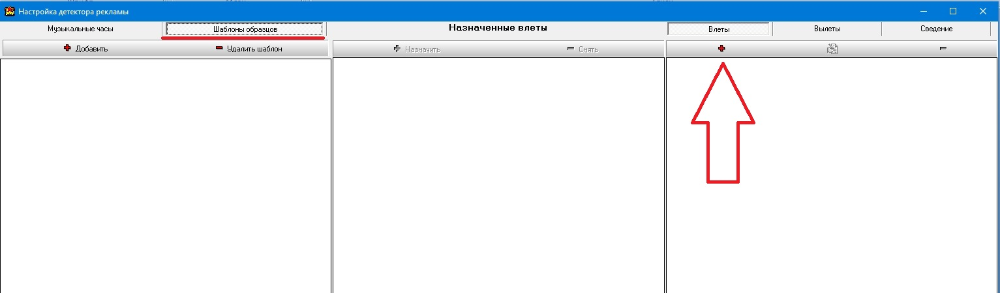 Настройка детектора рекламы
Музыкальные часы
Шаблоны образцов
Назначенные влеты
Влеты
Вылеты
Сведение
Добавить
Удалить шаблон
Назначить
Снять